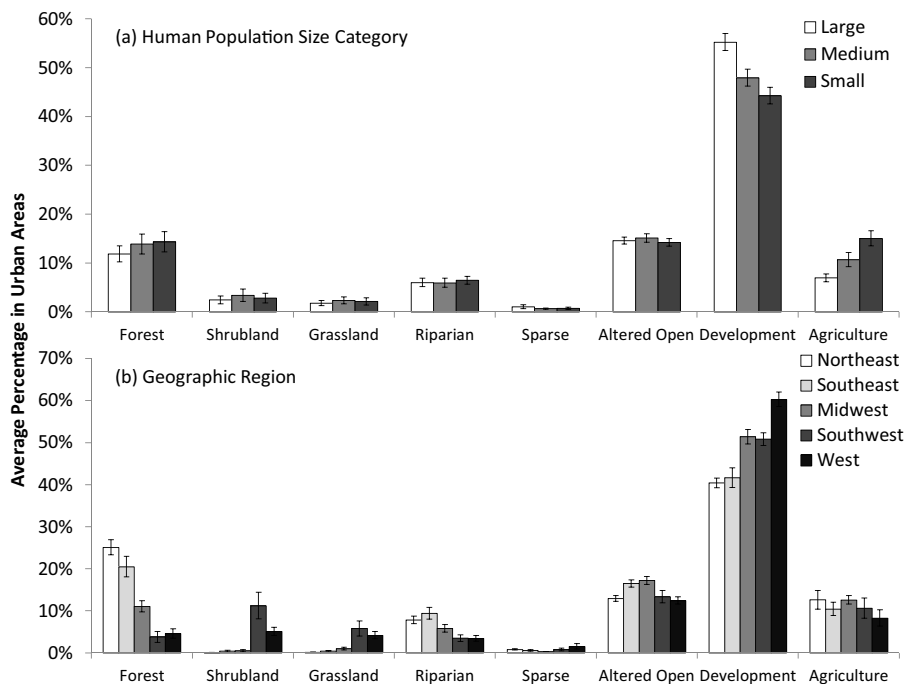 60%
(a) Human Population Size Category
Large
50%
Medium
Small
40%
30%
20%
10%
0%
Forest Shrubland Grassland Riparian Sparse Altered Open Development Agriculture
Average Percentage in Urban Areas
70%
(b) Geographic Region
Northeast
60%
Southeast
Midwest
50%
Southwest
West
40%
30%
20%
10%
0%
Forest Shrubland Grassland Riparian Sparse Altered Open Development Agriculture